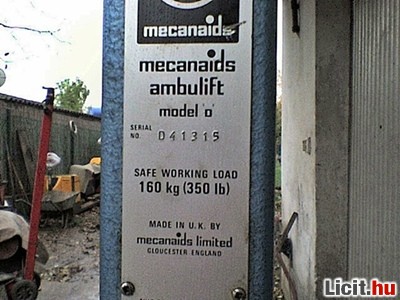 mecanaids
mecanaids
ambulift
model 'D'
SERIAL
NO. 041315
SAFE WORKING LOAD
160 kg (350 lb)
MADE IN U.K. BY
mecanaids limited
GLOUCESTER ENGLAND
Licit.hu